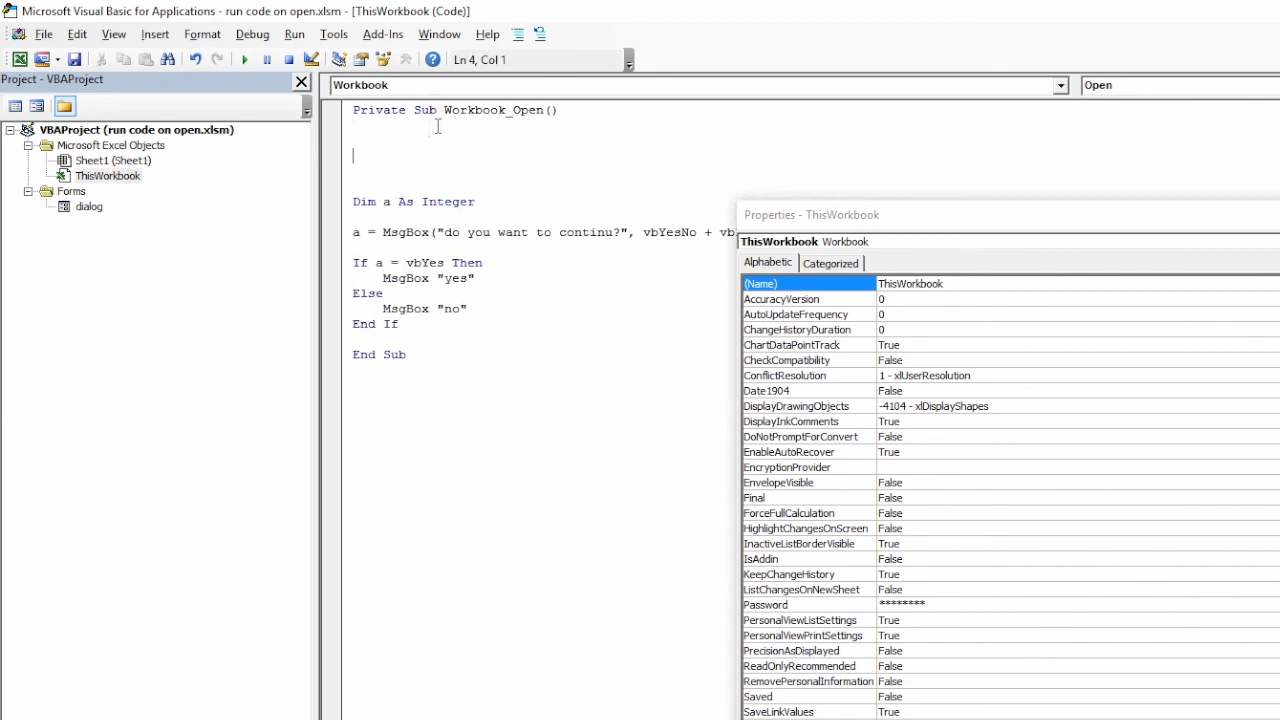 Microsoft Visual Basic for Applications - run code on open.xlsm - [ThisWorkbook (Code)]
File Edit View Insert Format Debug Run Tools Add-Ins Window Help
Ln 4, Col 1
Project - VBAProject
VBAProject (run code on open.xlsm)
Microsoft Excel Objects
Sheet1 (Sheet1)
ThisWorkbook
Forms
dialog
Workbook
Open
Private Sub Workbook_Open()
Dim a As Integer
a = MsgBox("do you want to continu?", vbYesNo + vb
If a = vbYes Then
MsgBox "yes"
Else
MsgBox "no"
End If
End Sub
Properties - ThisWorkbook
ThisWorkbook Workbook
Alphabetic Categorized
(Name) ThisWorkbook
AccuracyVersion 0
AutoUpdateFrequency 0
ChangeHistoryDuration 0
ChartDataPointTrack True
CheckCompatibility False
ConflictResolution 1 - xlUserResolution
Date1904 False
DisplayDrawingObjects -4104 - xlDisplayShapes
DisplayInkComments True
DoNotPromptForConvert False
EnableAutoRecover True
EncryptionProvider
EnvelopeVisible False
Final False
ForceFullCalculation False
HighlightChangesOnScreen False
InactiveListBorderVisible True
IsAddin False
KeepChangeHistory True
ListChangesOnNewSheet False
Password ********
PersonalViewListSettings True
PersonalViewPrintSettings True
PrecisionAsDisplayed False
ReadOnlyRecommended False
RemovePersonalInformation False
Saved False
SaveLinkValues True